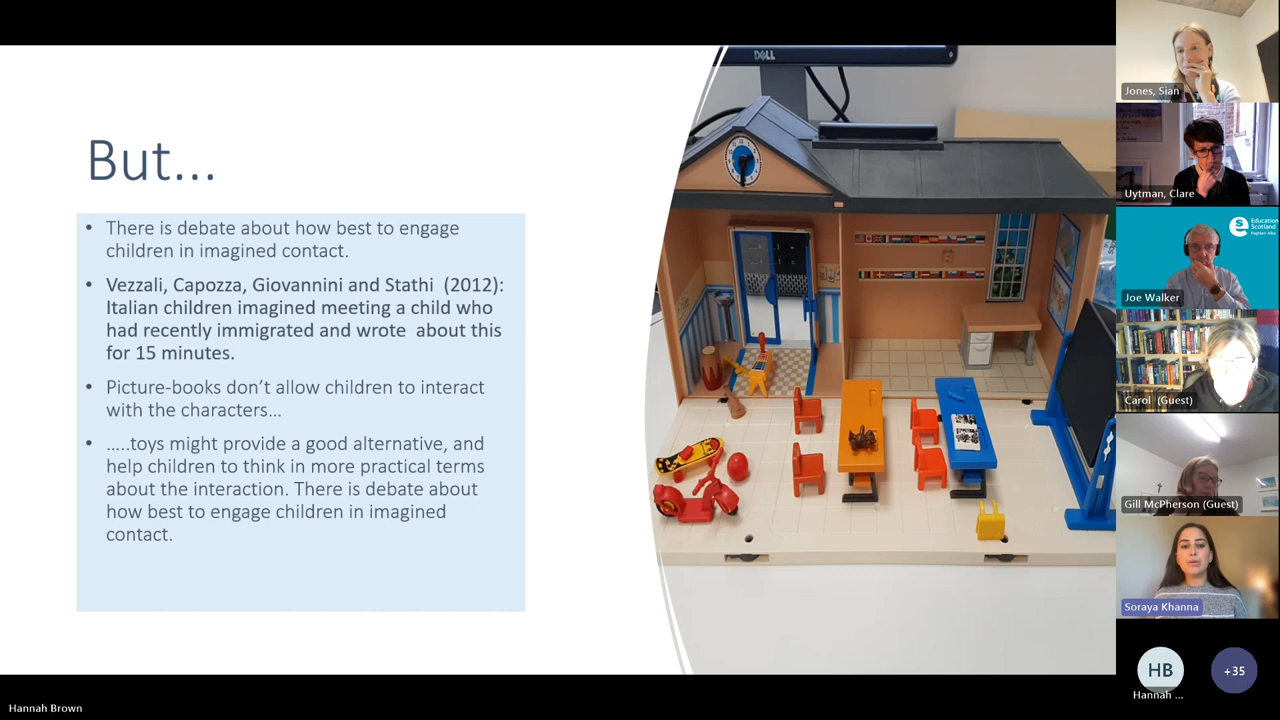 But...
• There is debate about how best to engage
children in imagined contact.
• Vezzali, Capozza, Giovannini and Stathi (2012):
Italian children imagined meeting a child who
had recently immigrated and wrote about this
for 15 minutes.
• Picture-books don’t allow children to interact
with the characters...
• .....toys might provide a good alternative, and
help children to think in more practical terms
about the interaction. There is debate about
how best to engage children in imagined
contact.
DELL
Jones, Sian
Uytman, Clare
Education
Scotland
Joe Walker
Carol (Guest)
Gill McPherson (Guest)
Soraya Khanna
HB
Hannah ...
+35
Hannah Brown